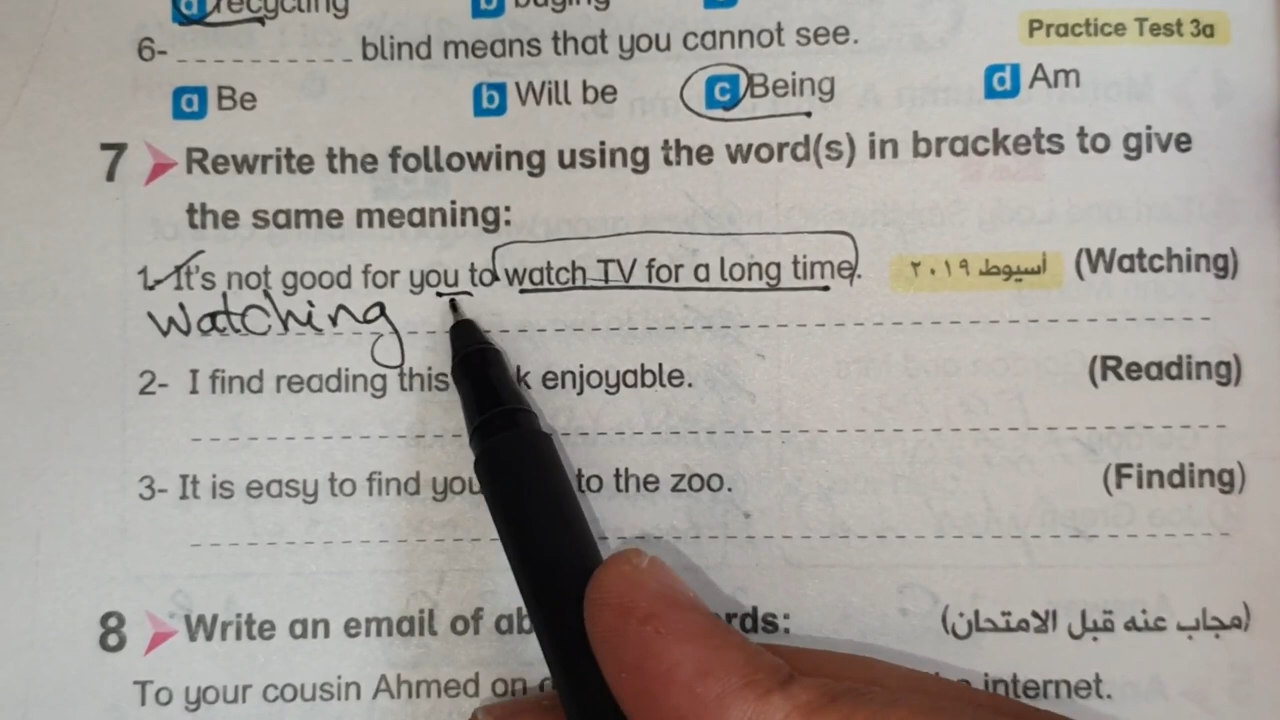 a recycling b buying
6- ---------- blind means that you cannot see. Practice Test 3a
a Be b Will be c Being d Am
7 Rewrite the following using the word(s) in brackets to give
the same meaning:
1- It's not good for you to watch TV for a long time. أسيوط ٢٠١٩ (Watching)
Watching
2- I find reading this enjoyable. (Reading)
3- It is easy to find to the zoo. (Finding)
8 Write an email of (مجاب عنه قبل الامتحان)
To your cousin Ahmed on internet.